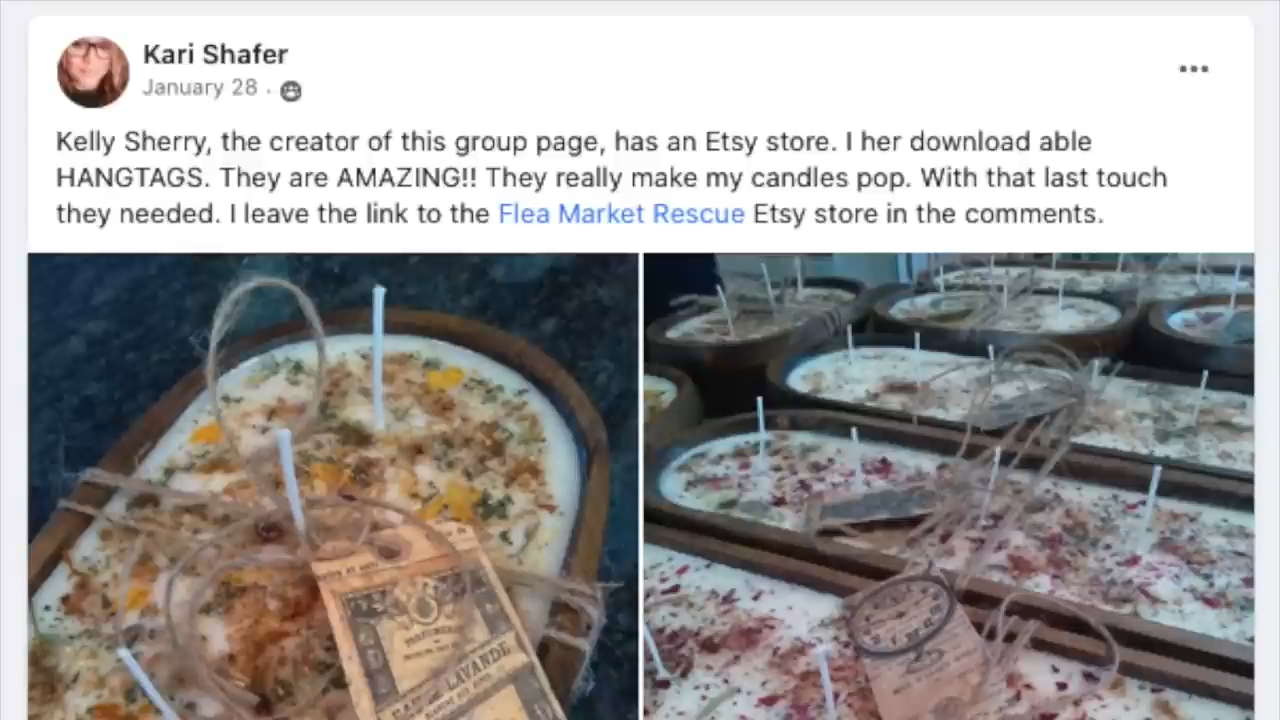 Kari Shafer
January 28 .
Kelly Sherry, the creator of this group page, has an Etsy store. I her download able
HANGTAGS. They are AMAZING!! They really make my candles pop. With that last touch
they needed. I leave the link to the Flea Market Rescue Etsy store in the comments.
LAVANDE